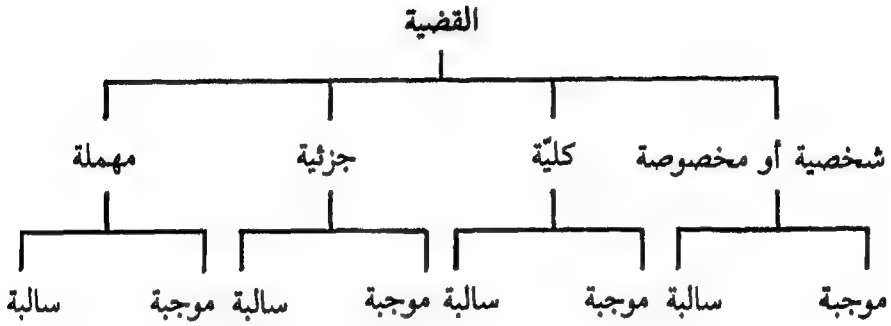 القضية
شخصية أو مخصوصة كليّة جزئية مهملة
موجبة سالبة موجبة سالبة موجبة سالبة موجبة سالبة